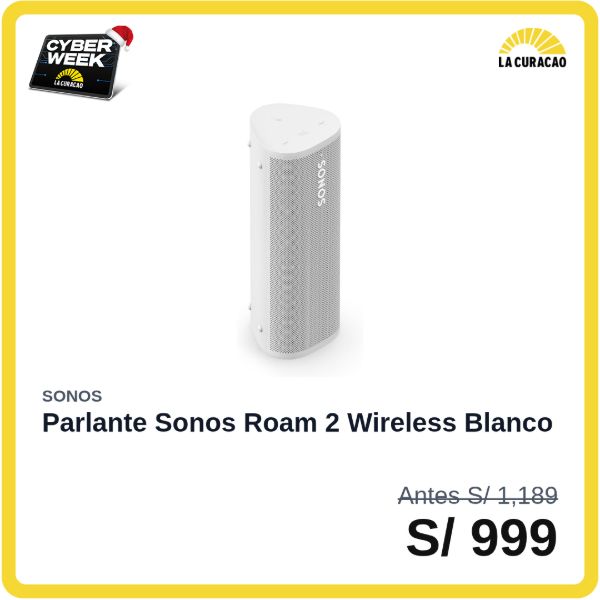 CYBER
WEEK
LA CURACAO
LA CURACAO
SONOS
SONOS
Parlante Sonos Roam 2 Wireless Blanco
Antes S/ 1,189
S/ 999